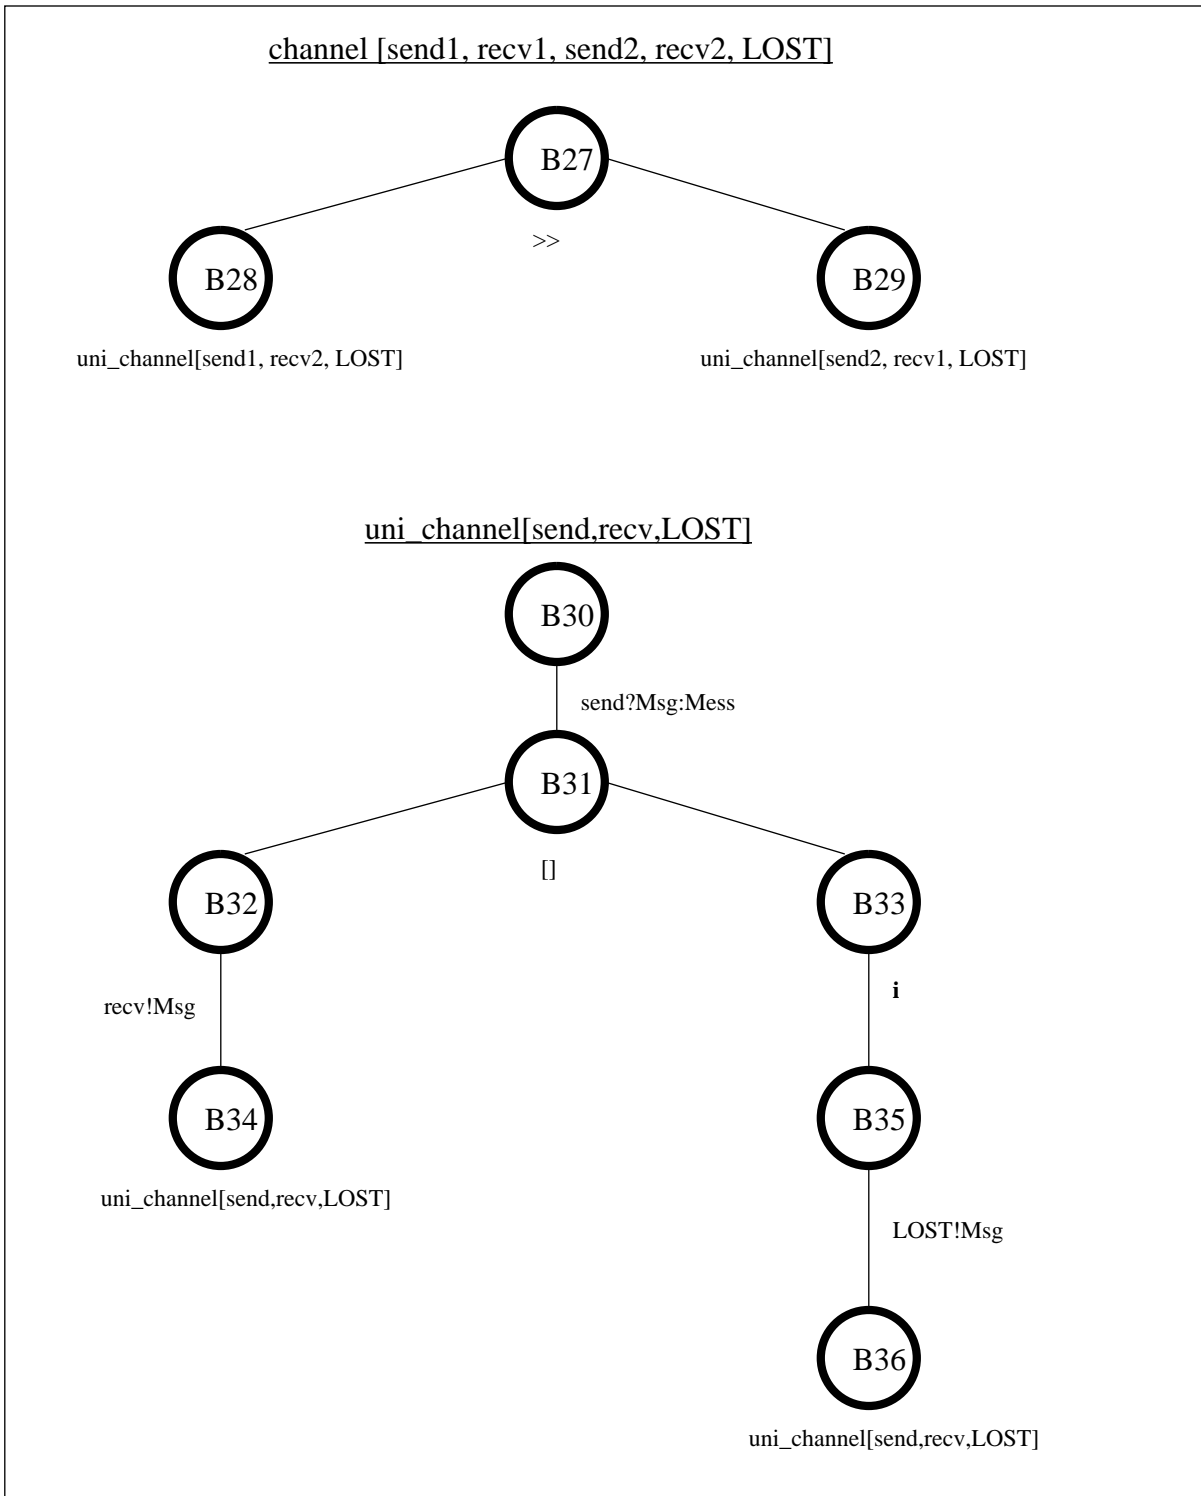 channel [send1, recv1, send2, recv2, LOST]
B27
>>
B28
B29
uni_channel[send1, recv2, LOST]
uni_channel[send2, recv1, LOST]
uni_channel[send,recv,LOST]
B30
send?Msg:Mess
B31
[]
B32
B33
recv!Msg
i
B34
B35
uni_channel[send,recv,LOST]
LOST!Msg
B36
uni_channel[send,recv,LOST]